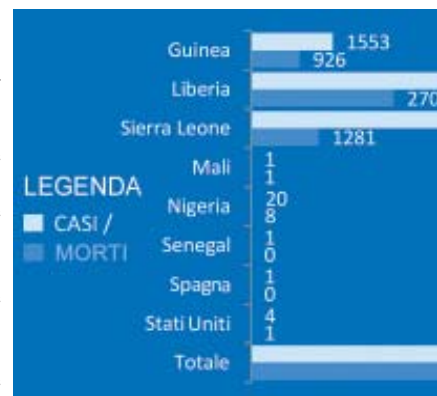 Guinea 1553
926
Liberia
270
Sierra Leone
1281
Mali 1
1
LEGENDA
Nigeria 20
8
CASI /
MORTI
Senegal 1
0
Spagna 1
0
Stati Uniti 4
1
Totale